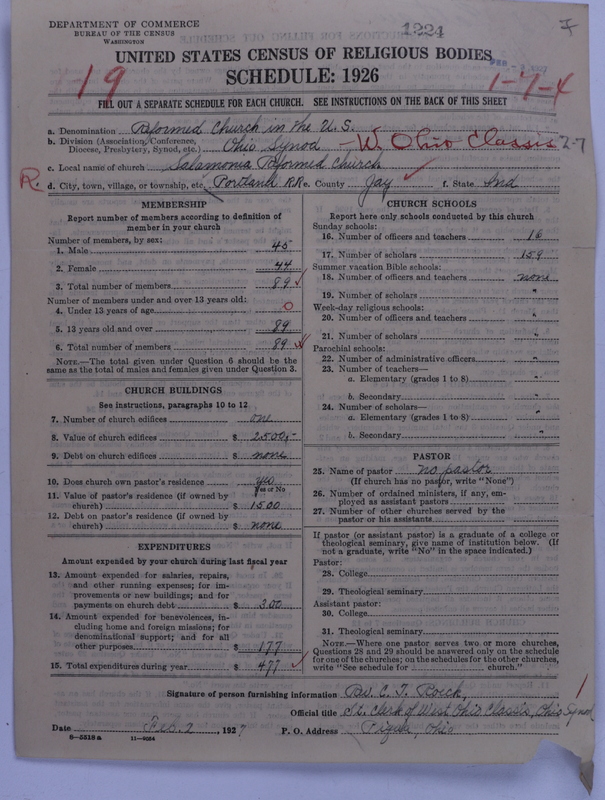 DEPARTMENT OF COMMERCE
BUREAU OF THE CENSUS
WASHINGTON
1224
UNITED STATES CENSUS OF RELIGIOUS BODIES
SCHEDULE: 1926
19
1-7-4
FILL OUT A SEPARATE SCHEDULE FOR EACH CHURCH. SEE INSTRUCTIONS ON THE BACK OF THIS SHEET
a. Denomination Reformed Church in the U.S.
b. Division (Association, Conference, Diocese, Presbytery, Synod, etc.) Ohio Synod - W. Ohio Classis 2-7
c. Local name of church Salamonia Reformed Church
R. d. City, town, village, or township, etc. Portland R.R. e. County Jay f. State Ind
MEMBERSHIP
Report number of members according to definition of
member in your church
Number of members, by sex:
1. Male 45
2. Female 44
3. Total number of members 89
Number of members under and over 13 years old:
4. Under 13 years of age 0
5. 13 years old and over 89
6. Total number of members 89
NOTE.—The total given under Question 6 should be the
same as the total of males and females given under Question 3.
CHURCH BUILDINGS
See instructions, paragraphs 10 to 12
7. Number of church edifices one
8. Value of church edifices $ 2500.-
9. Debt on church edifices $ none
10. Does church own pastor's residence yes
Yes or No
11. Value of pastor's residence (if owned by
church) $ 1500
12. Debt on pastor's residence (if owned by
church) $ none
EXPENDITURES
Amount expended by your church during last fiscal year
13. Amount expended for salaries, repairs,
and other running expenses; for im-
provements or new buildings; and for
payments on church debt $ 300
14. Amount expended for benevolences, in-
cluding home and foreign missions; for
denominational support; and for all
other purposes $ 177
15. Total expenditures during year $ 477
CHURCH SCHOOLS
Report here only schools conducted by this church
Sunday schools:
16. Number of officers and teachers 16
17. Number of scholars 159
Summer vacation Bible schools:
18. Number of officers and teachers none
19. Number of scholars "
Week-day religious schools:
20. Number of officers and teachers "
21. Number of scholars "
Parochial schools:
22. Number of administrative officers "
23. Number of teachers—
a. Elementary (grades 1 to 8) "
b. Secondary "
24. Number of scholars—
a. Elementary (grades 1 to 8) "
b. Secondary "
PASTOR
25. Name of pastor no pastor
(If church has no pastor, write "None")
26. Number of ordained ministers, if any, em-
ployed as assistant pastors
27. Number of other churches served by the
pastor or his assistants
If pastor (or assistant pastor) is a graduate of a college or
theological seminary, give name of institution below. (If
not a graduate, write "No" in the space indicated.)
Pastor:
28. College
29. Theological seminary
Assistant pastor:
30. College
31. Theological seminary
NOTE.—Where one pastor serves two or more churches,
Questions 28 and 29 should be answered only on the schedule
for one of the churches; on the schedules for the other churches,
write "See schedule for church."
Signature of person furnishing information Rev. C. T.
Official title St. Clerk of West Ohio Classis, Ohio Synod
Date Feb. 2, 1927 P. O. Address Piqua, Ohio
8-5518 a 11-9054